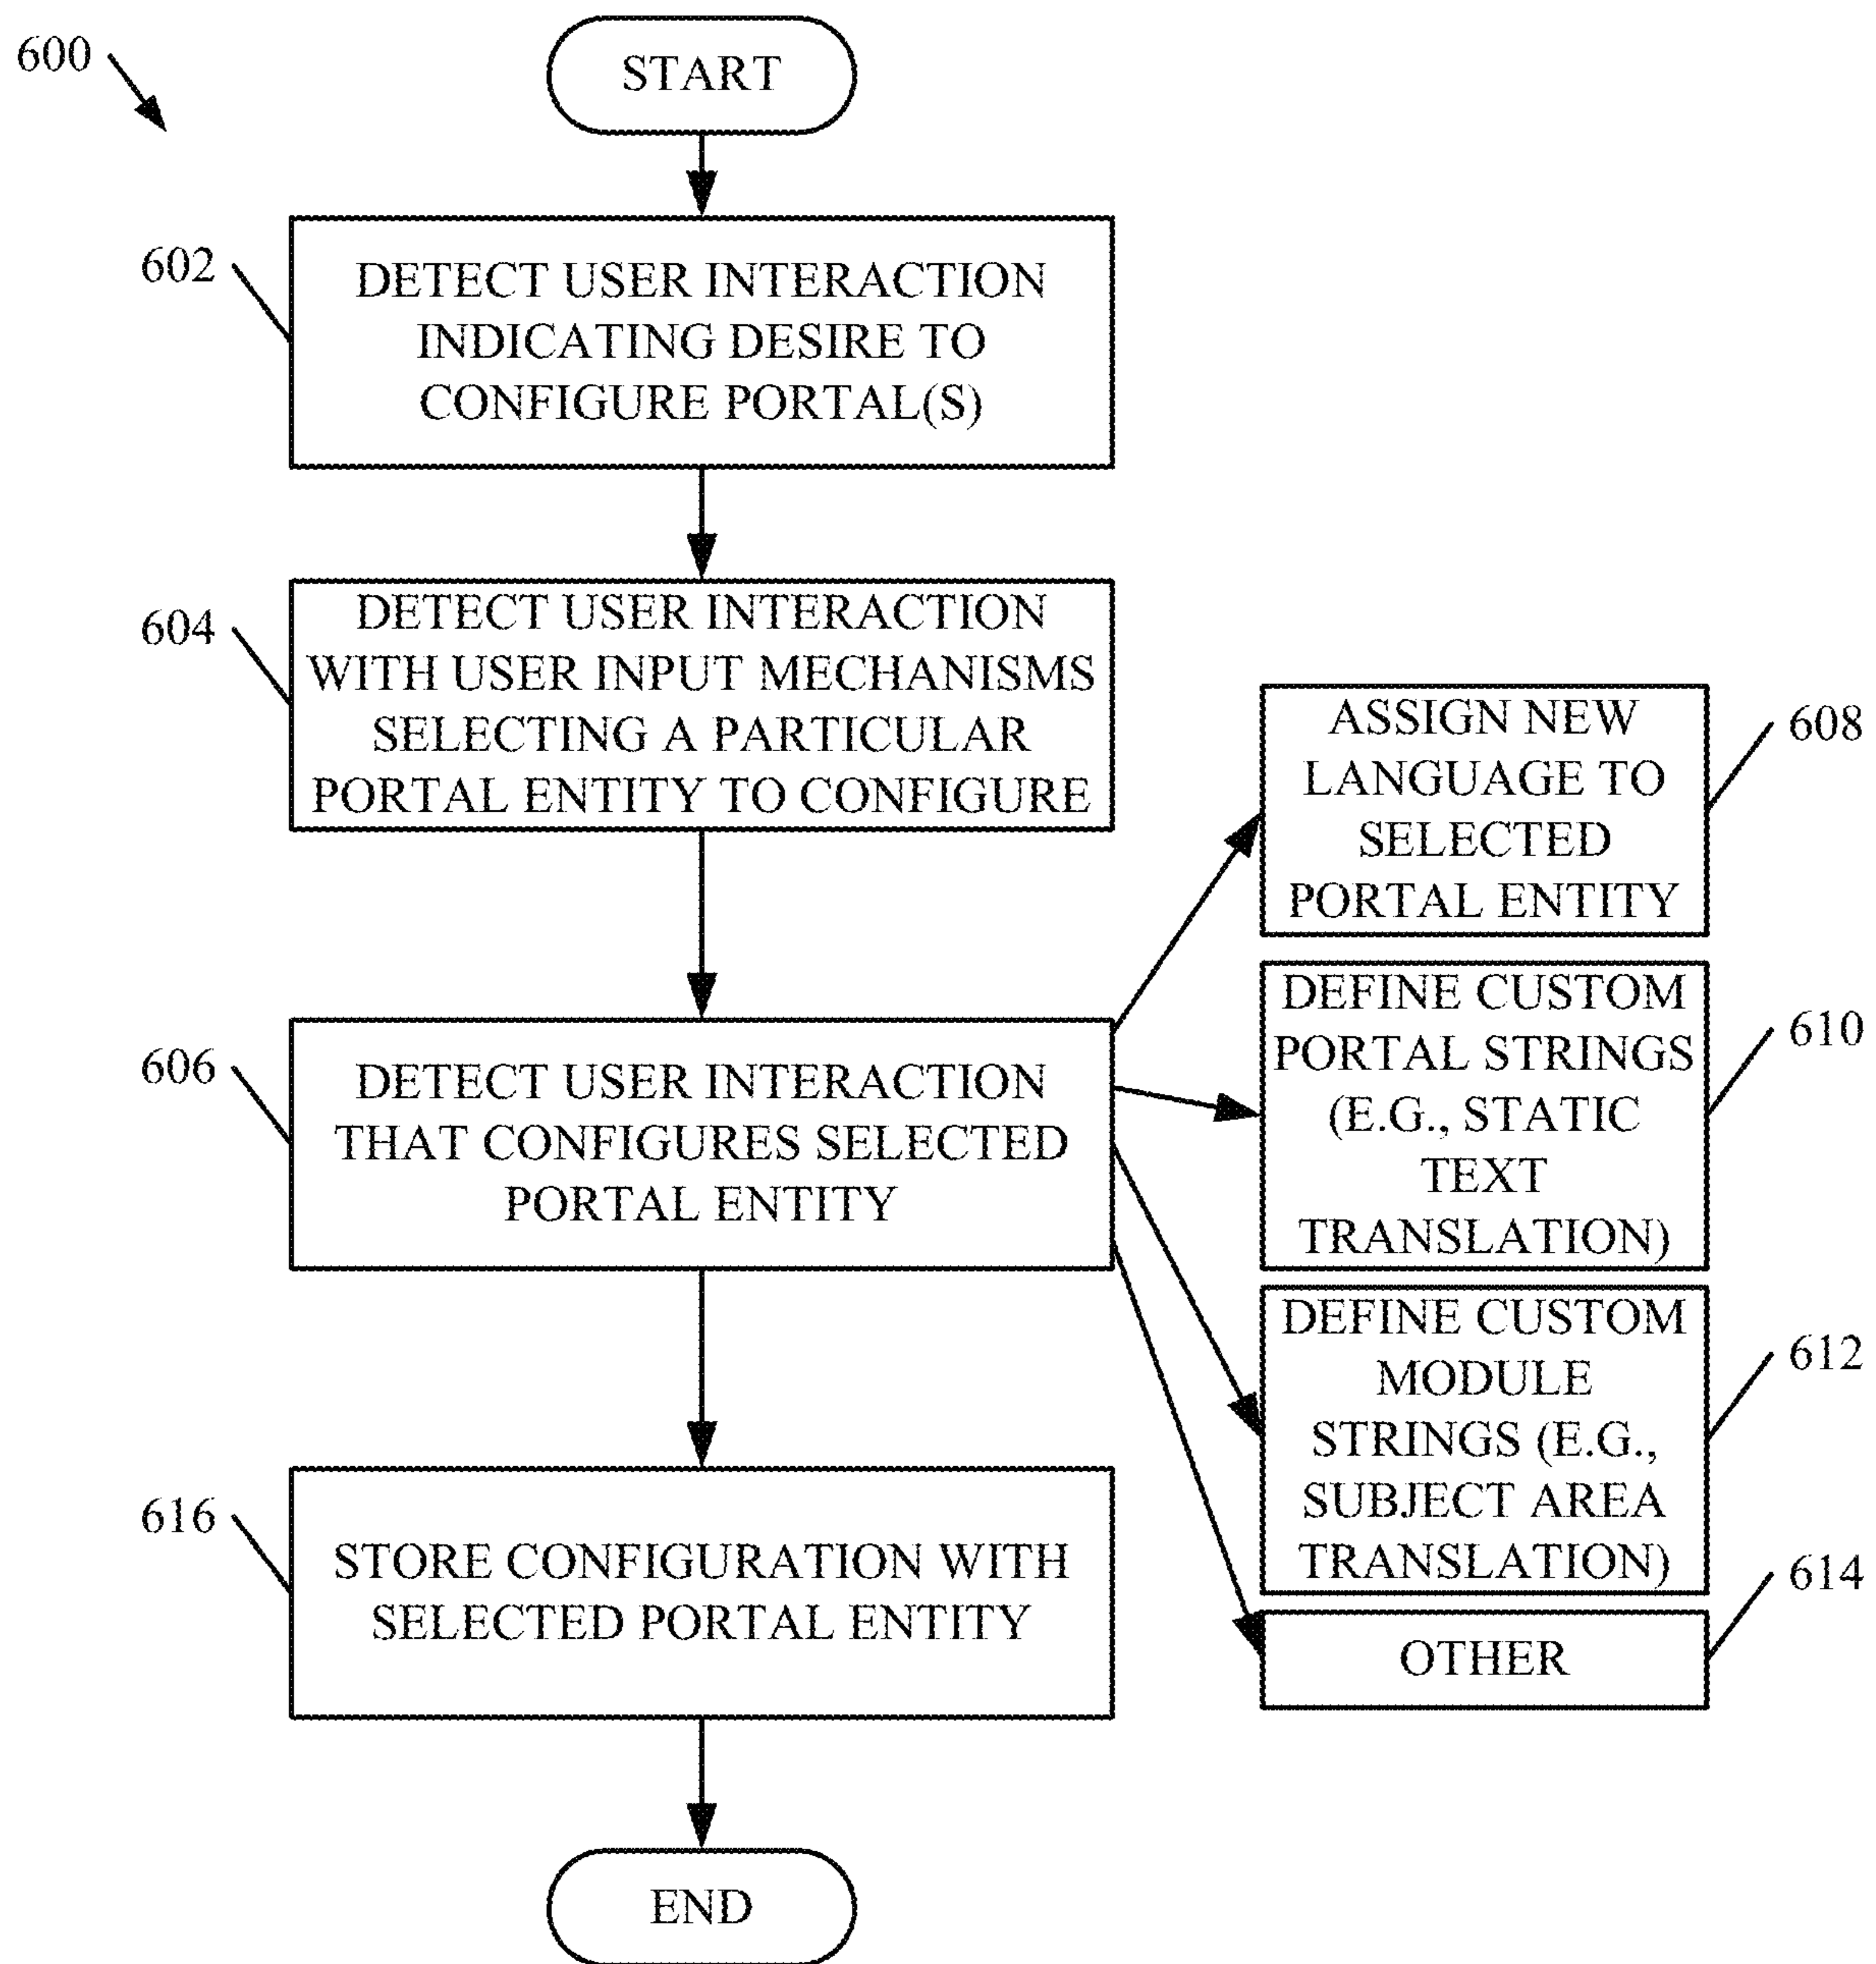 600
START
602
DETECT USER INTERACTION
INDICATING DESIRE TO
CONFIGURE PORTAL(S)
604
DETECT USER INTERACTION
WITH USER INPUT MECHANISMS
SELECTING A PARTICULAR
PORTAL ENTITY TO CONFIGURE
606
DETECT USER INTERACTION
THAT CONFIGURES SELECTED
PORTAL ENTITY
608
ASSIGN NEW
LANGUAGE TO
SELECTED
PORTAL ENTITY
610
DEFINE CUSTOM
PORTAL STRINGS
(E.G., STATIC
TEXT
TRANSLATION)
612
DEFINE CUSTOM
MODULE
STRINGS (E.G.,
SUBJECT AREA
TRANSLATION)
614
OTHER
616
STORE CONFIGURATION WITH
SELECTED PORTAL ENTITY
END